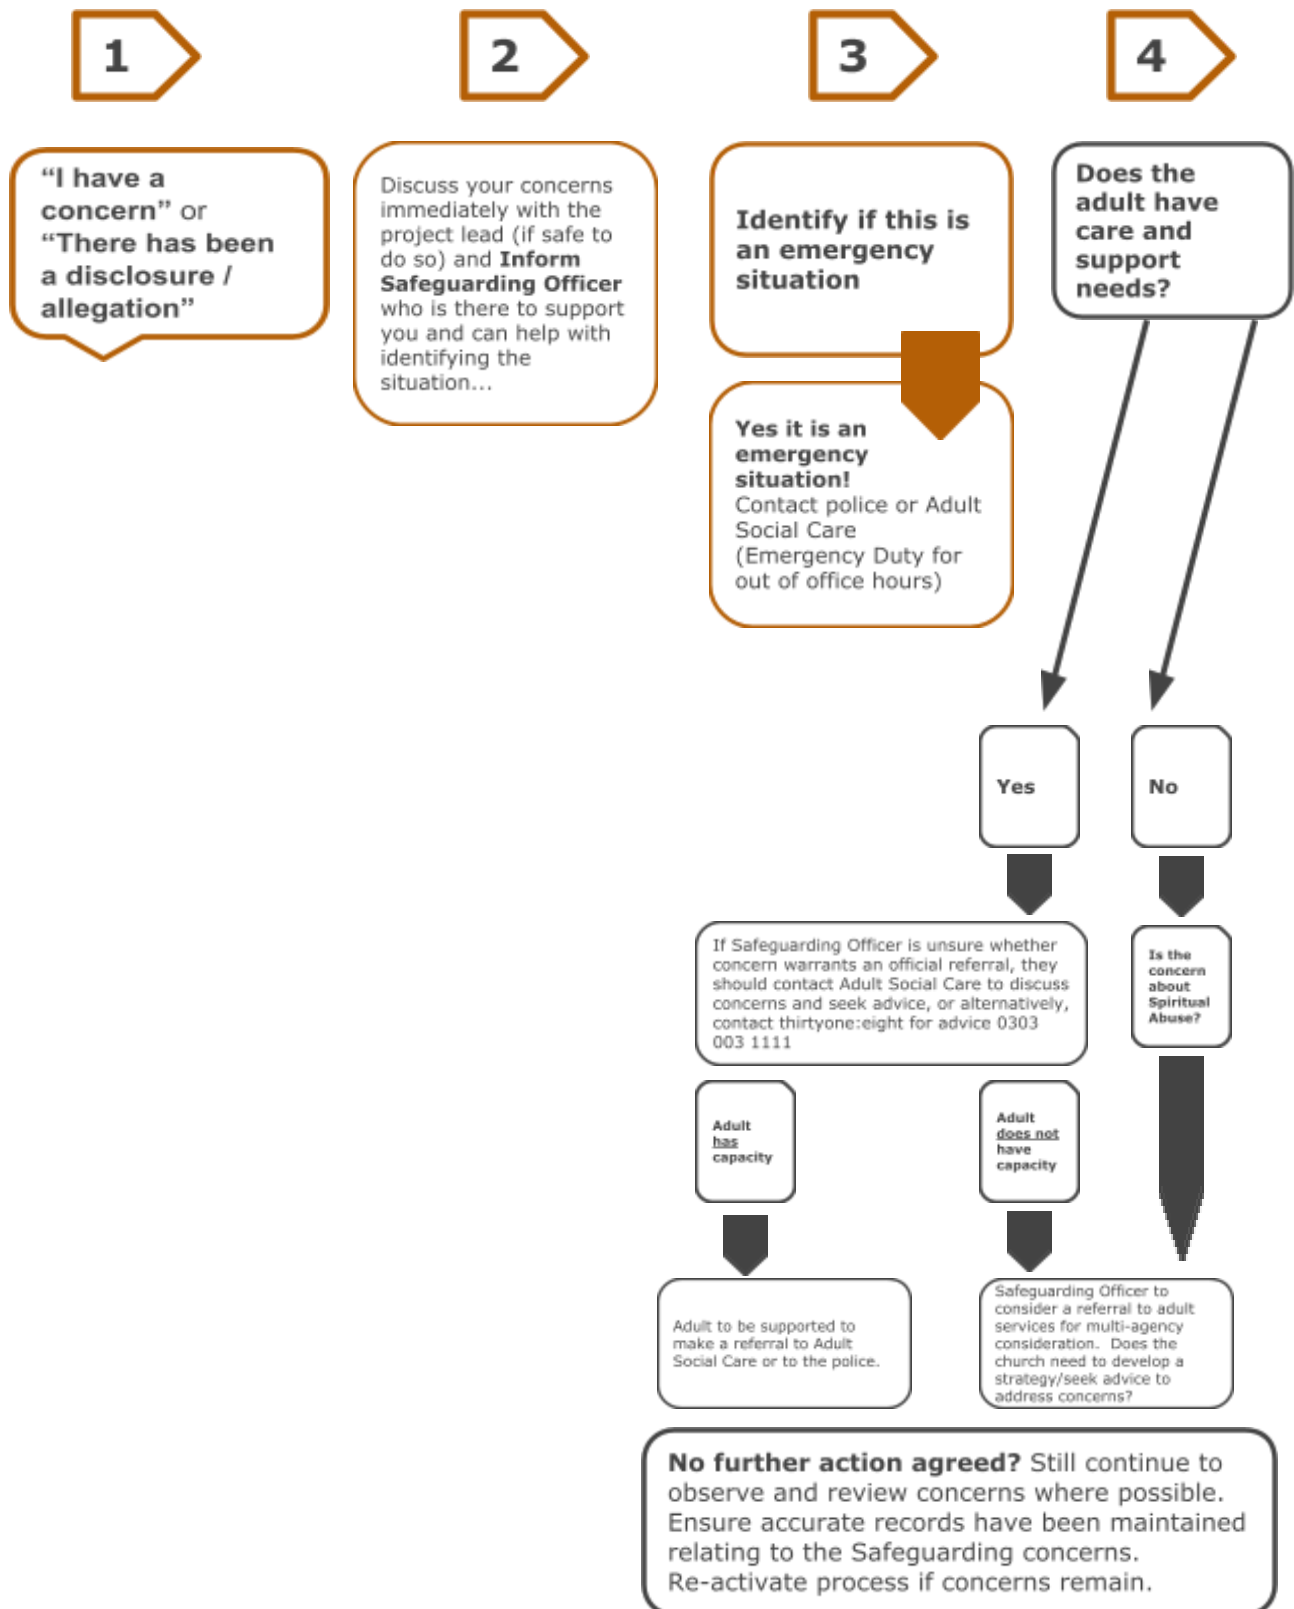 1
2
3
4
“I have a
concern” or
“There has been
a disclosure /
allegation”
Discuss your concerns
immediately with the
project lead (if safe to
do so) and Inform
Safeguarding Officer
who is there to support
you and can help with
identifying the
situation...
Identify if this is
an emergency
situation
Yes it is an
emergency
situation!
Contact police or Adult
Social Care
(Emergency Duty for
out of office hours)
Does the
adult have
care and
support
needs?
Yes
No
If Safeguarding Officer is unsure whether
concern warrants an official referral, they
should contact Adult Social Care to discuss
concerns and seek advice, or alternatively,
contact thirtyone:eight for advice 0303
003 1111
Is the
concern
about
Spiritual
Abuse?
Adult
has
capacity
Adult
does not
have
capacity
Adult to be supported to
make a referral to Adult
Social Care or to the police.
Safeguarding Officer to
consider a referral to adult
services for multi-agency
consideration. Does the
church need to develop a
strategy/seek advice to
address concerns?
No further action agreed? Still continue to
observe and review concerns where possible.
Ensure accurate records have been maintained
relating to the Safeguarding concerns.
Re-activate process if concerns remain.